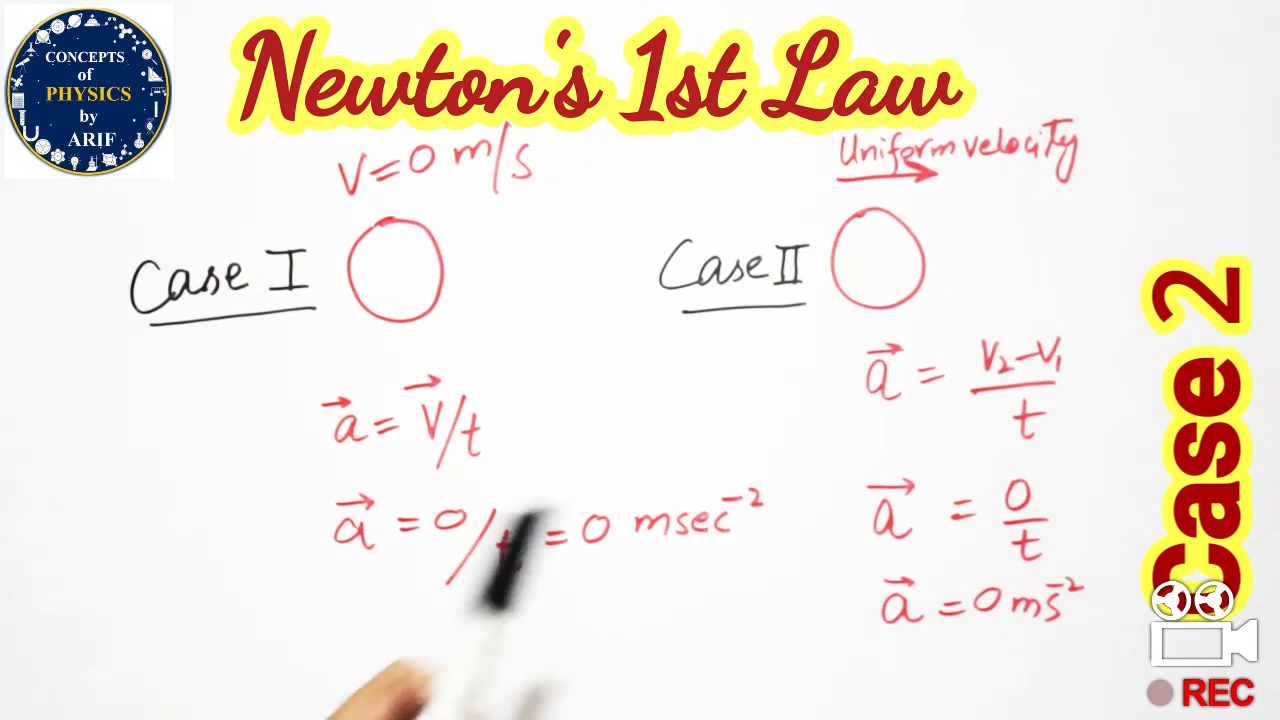 CONCEPTS
of
PHYSICS
by
ARIF
Newton's 1st Law
V=0 m/s
Uniform velocity
Case I
Case II
a⃗ = V⃗/t
a⃗ = 0/t = 0 msec⁻²
a⃗ = V₂-V₁/t
a⃗ = 0/t
a⃗ = 0 ms⁻²
Case 2
REC